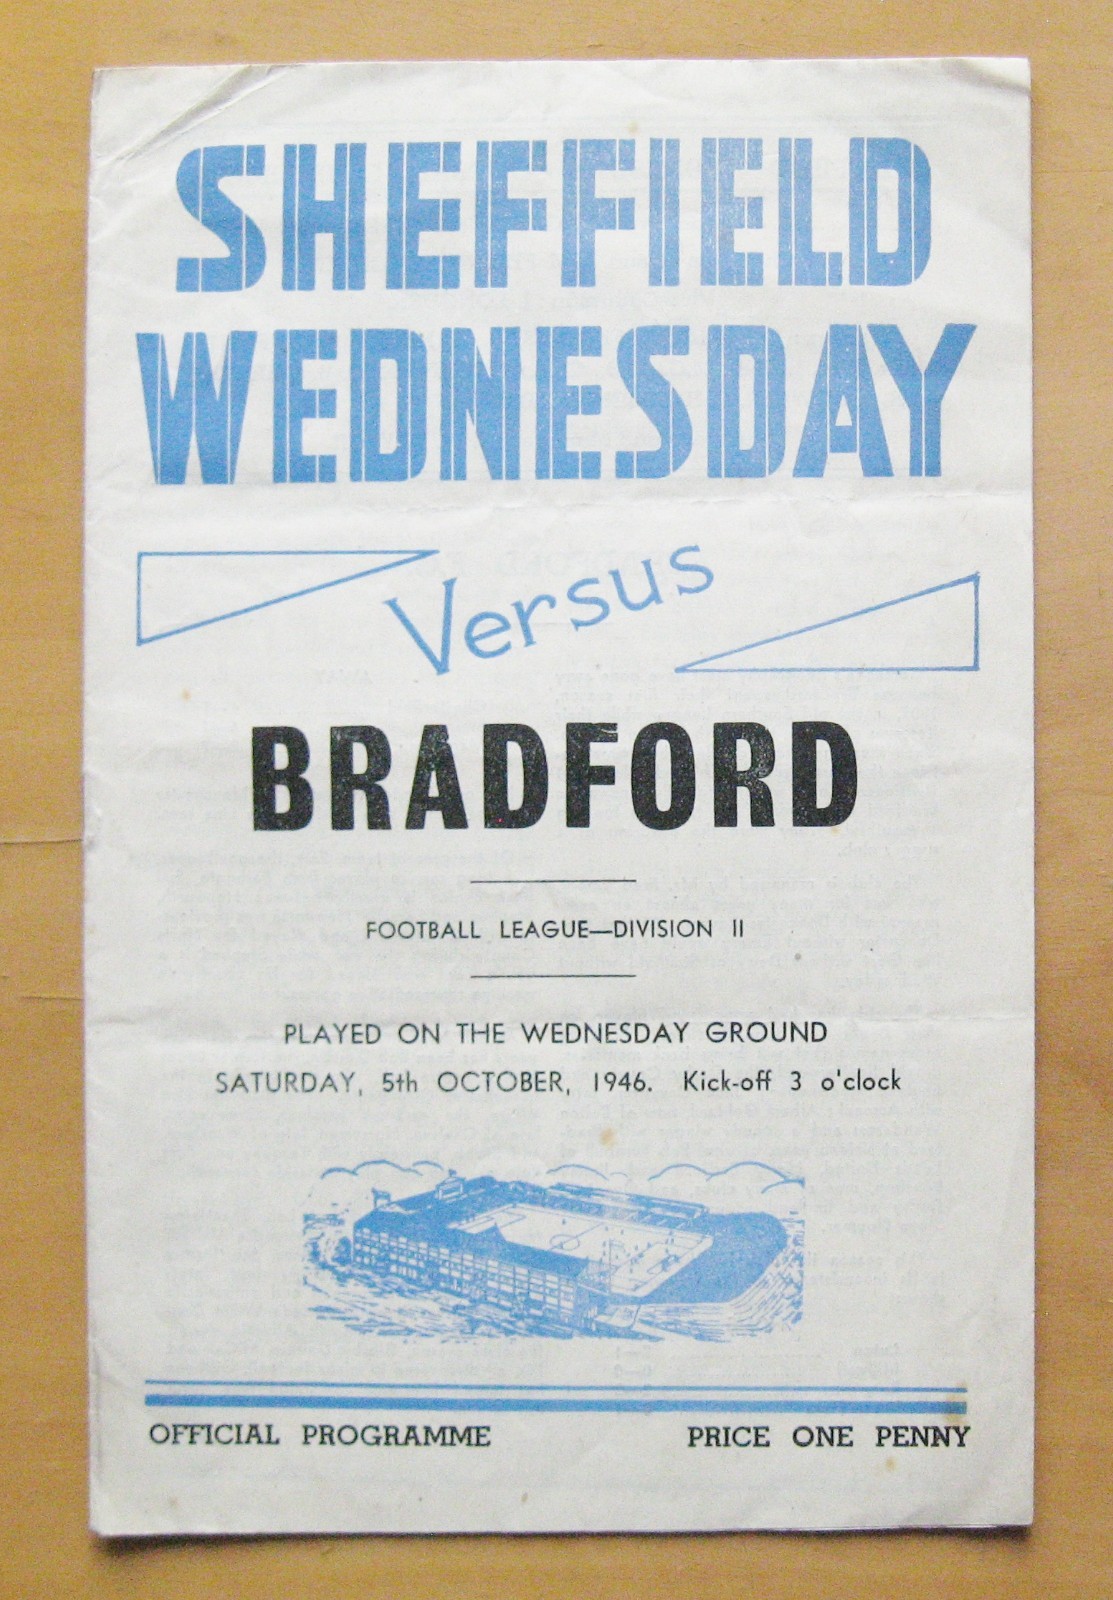 SHEFFIELD
WEDNESDAY
Versus
BRADFORD
FOOTBALL LEAGUE—DIVISION II
PLAYED ON THE WEDNESDAY GROUND
SATURDAY, 5th OCTOBER, 1946. Kick-off 3 o'clock
OFFICIAL PROGRAMME PRICE ONE PENNY